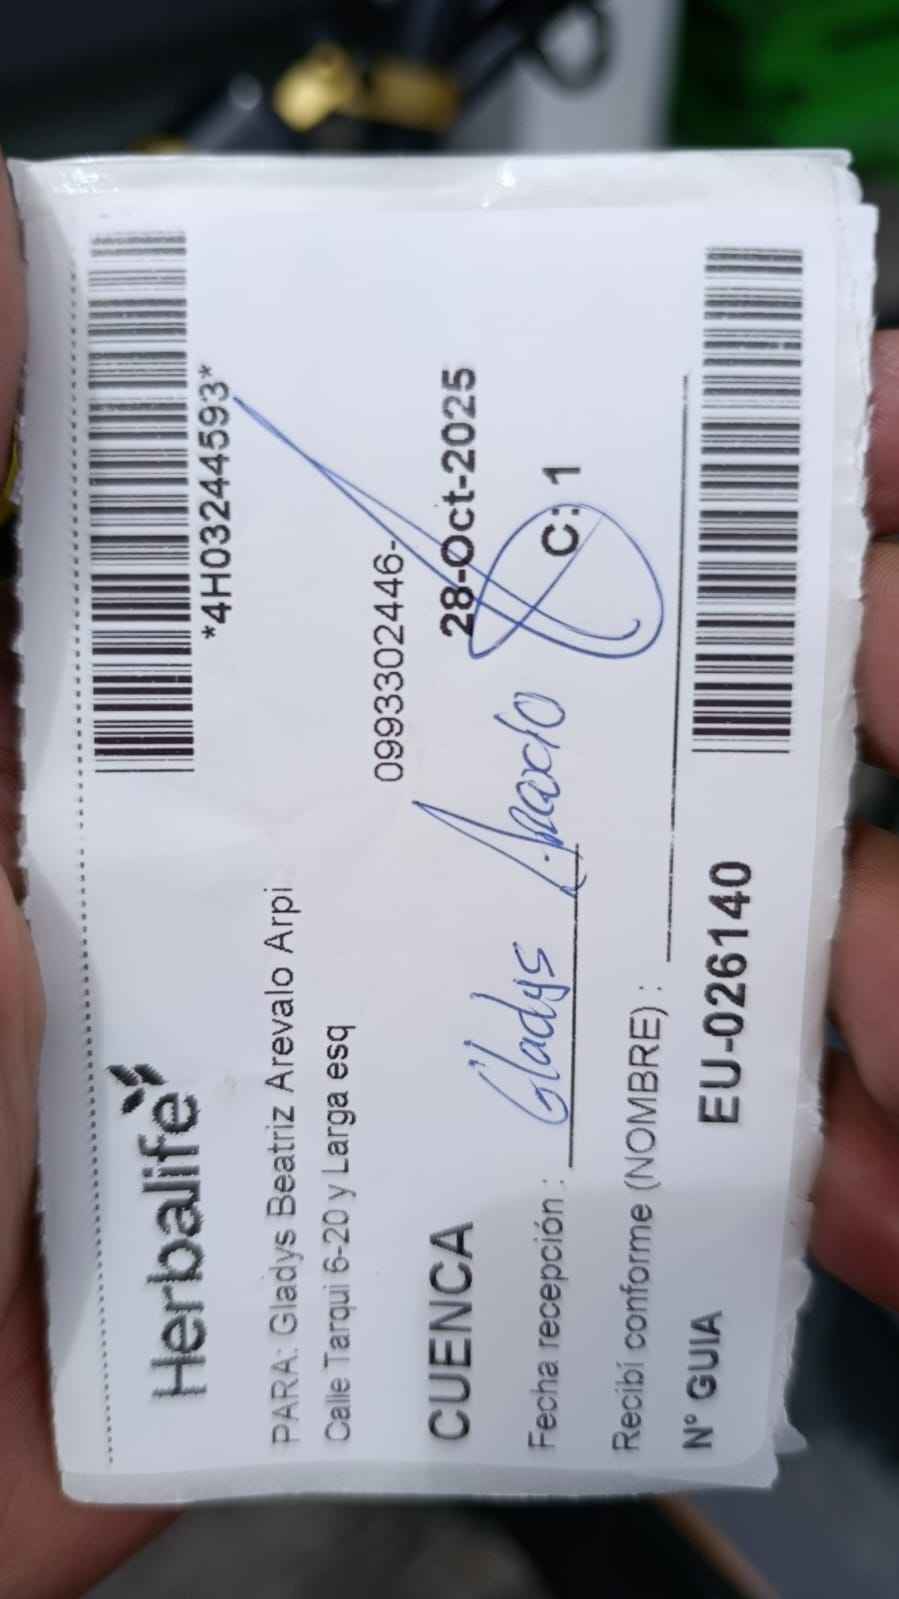 Herbalife
*4H03244593*
PARA: Gladys Beatriz Arevalo Arpi
Calle Tarqui 6-20 y Larga esq
0993302446-
CUENCA
28-Oct-2025
Gladys
Fecha recepción :
C: 1
Recibí conforme (NOMBRE) :
N° GUIA
EU-026140